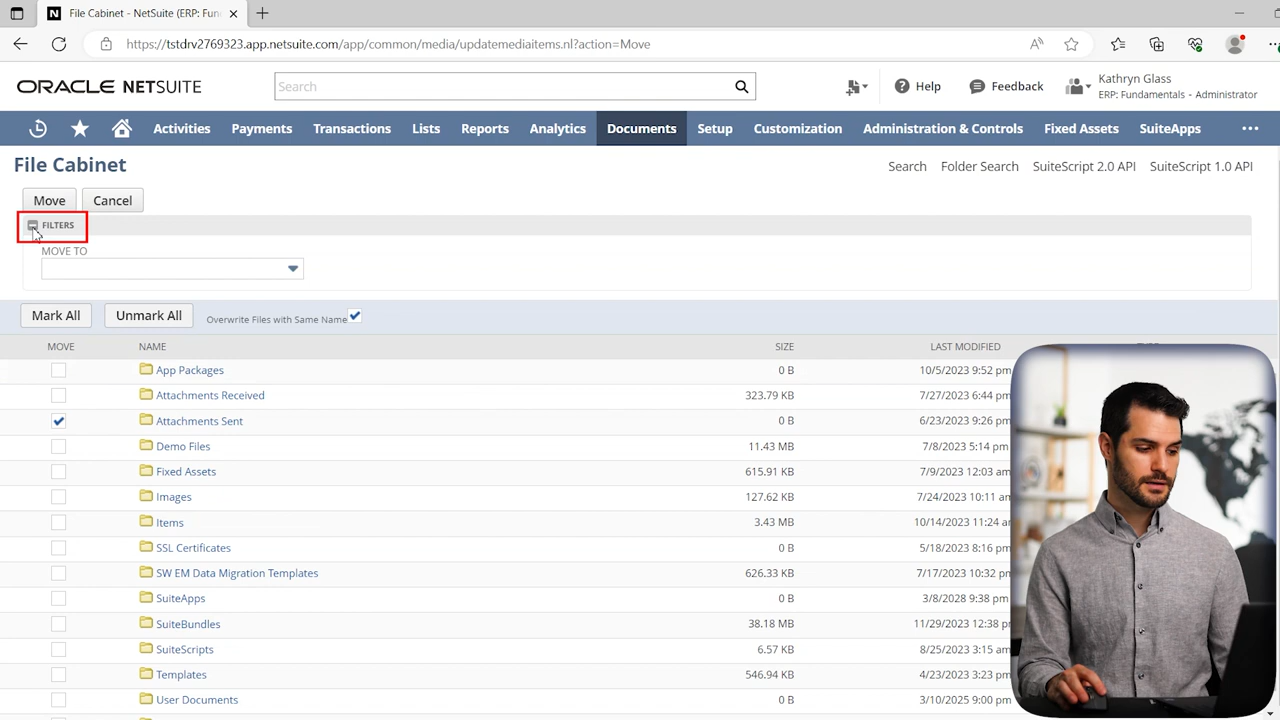 File Cabinet - NetSuite (ERP: Fun
https://tstdrv2769323.app.netsuite.com/app/common/media/updatemediaitems.nl?action=Move
ORACLE NETSUITE
Search
Help
Feedback
Kathryn Glass
ERP: Fundamentals - Administrator
Activities Payments Transactions Lists Reports Analytics Documents Setup Customization Administration & Controls Fixed Assets SuiteApps
File Cabinet
Search Folder Search SuiteScript 2.0 API SuiteScript 1.0 API
Move Cancel
FILTERS
MOVE TO
Mark All Unmark All Overwrite Files with Same Name
MOVE NAME SIZE LAST MODIFIED
App Packages 0 B 10/5/2023 9:52 pm
Attachments Received 323.79 KB 7/27/2023 6:44 pm
Attachments Sent 0 B 6/23/2023 9:26 pm
Demo Files 11.43 MB 7/8/2023 5:14 pm
Fixed Assets 615.91 KB 7/9/2023 12:03 am
Images 127.62 KB 7/24/2023 10:11 am
Items 3.43 MB 10/14/2023 11:24 am
SSL Certificates 0 B 5/18/2023 8:16 pm
SW EM Data Migration Templates 626.33 KB 7/17/2023 10:32 pm
SuiteApps 0 B 3/8/2028 9:38 pm
SuiteBundles 38.18 MB 11/29/2023 12:38 pm
SuiteScripts 6.57 KB 8/25/2023 3:15 am
Templates 546.94 KB 4/23/2023 3:23 pm
User Documents 0 B 3/10/2025 9:00 pm